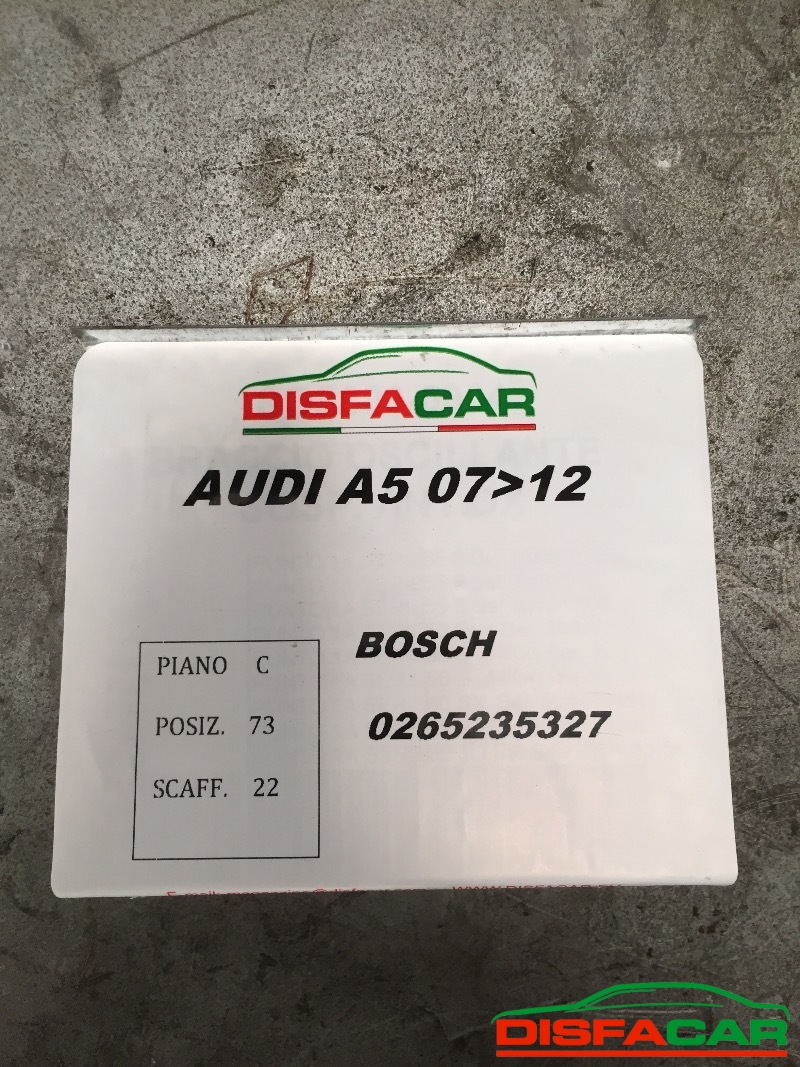 DISFACAR
AUDI A5 07>12
BOSCH
PIANO C
POSIZ. 73
0265235327
SCAFF. 22
DISFACAR